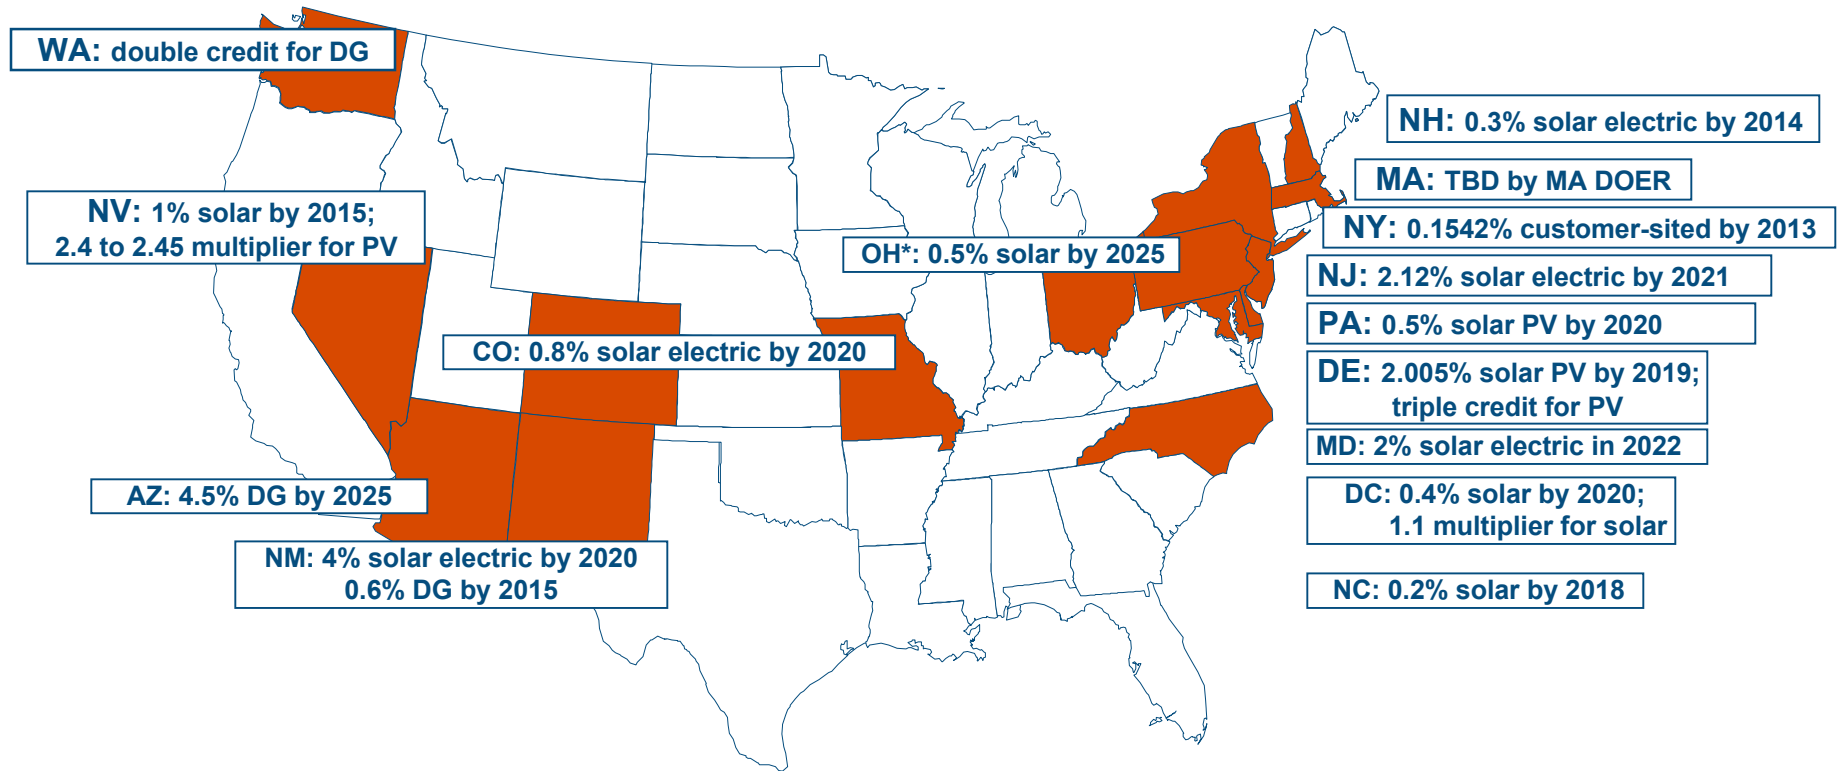 WA: double credit for DG
NH: 0.3% solar electric by 2014
MA: TBD by MA DOER
NV: 1% solar by 2015;
2.4 to 2.45 multiplier for PV
NY: 0.1542% customer-sited by 2013
OH*: 0.5% solar by 2025
NJ: 2.12% solar electric by 2021
PA: 0.5% solar PV by 2020
CO: 0.8% solar electric by 2020
DE: 2.005% solar PV by 2019;
triple credit for PV
MD: 2% solar electric in 2022
AZ: 4.5% DG by 2025
DC: 0.4% solar by 2020;
1.1 multiplier for solar
NM: 4% solar electric by 2020
0.6% DG by 2015
NC: 0.2% solar by 2018